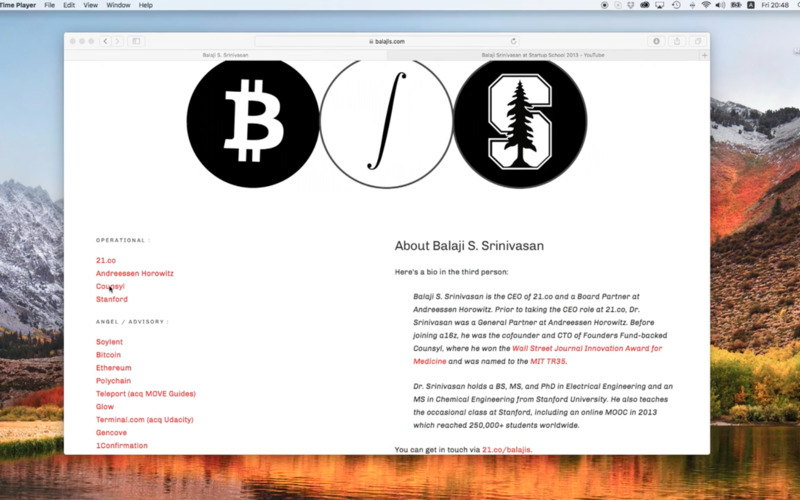 Time Player File Edit View Window Help
Fri 20:48
balajis.com
Balaji S. Srinivasan
Balaji Srinivasan at Startup School 2013 - YouTube
OPERATIONAL :
21.co
Andreessen Horowitz
Counsyl
Stanford
ANGEL / ADVISORY :
Soylent
Bitcoin
Ethereum
Polychain
Teleport (acq MOVE Guides)
Glow
Terminal.com (acq Udacity)
Gencove
1Confirmation
About Balaji S. Srinivasan
Here's a bio in the third person:
Balaji S. Srinivasan is the CEO of 21.co and a Board Partner at
Andreessen Horowitz. Prior to taking the CEO role at 21.co, Dr.
Srinivasan was a General Partner at Andreessen Horowitz. Before
joining a16z, he was the cofounder and CTO of Founders Fund-backed
Counsyl, where he won the Wall Street Journal Innovation Award for
Medicine and was named to the MIT TR35.
Dr. Srinivasan holds a BS, MS, and PhD in Electrical Engineering and an
MS in Chemical Engineering from Stanford University. He also teaches
the occasional class at Stanford, including an online MOOC in 2013
which reached 250,000+ students worldwide.
You can get in touch via 21.co/balajis.